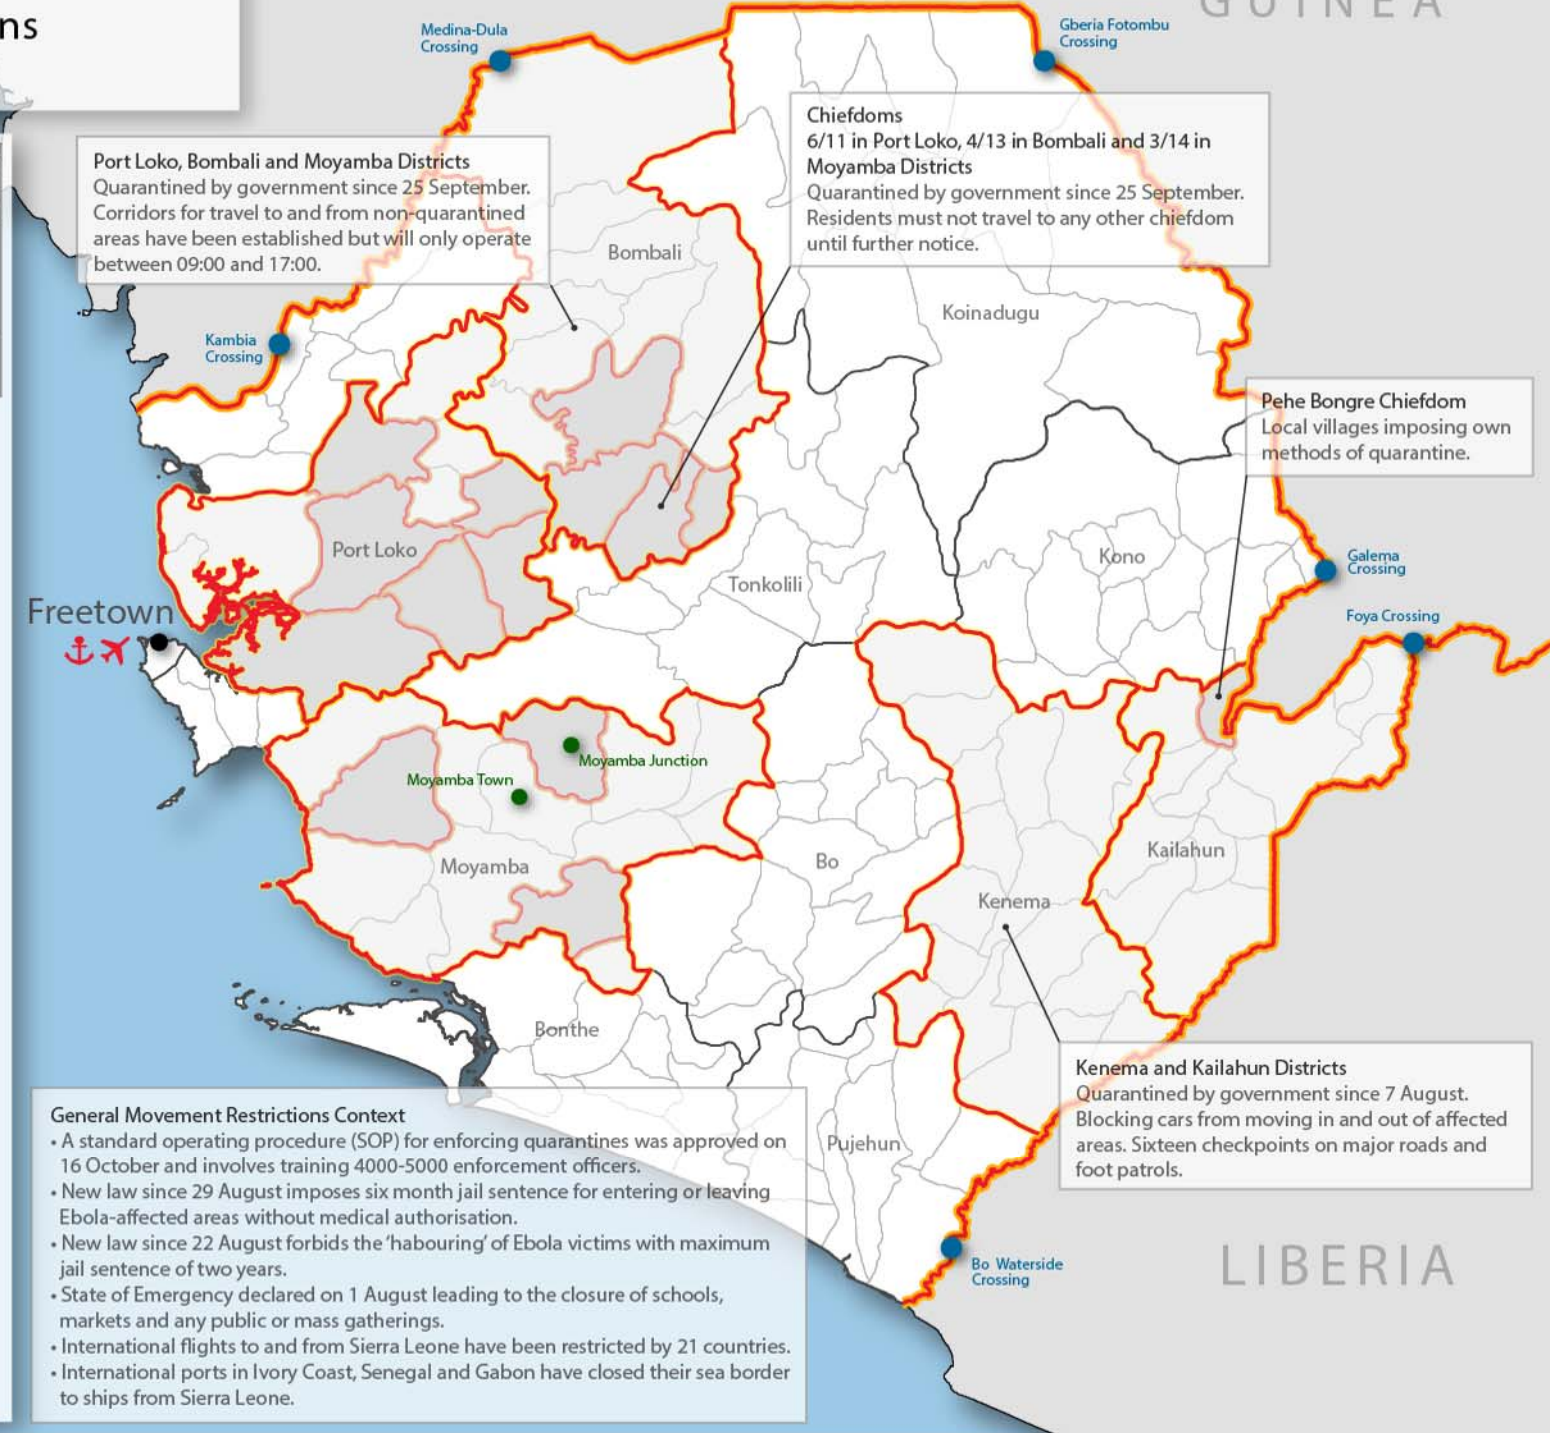 ns
GUINEA
Medina-Dula
Crossing
Gberia Fotombu
Crossing
Chiefdoms
6/11 in Port Loko, 4/13 in Bombali and 3/14 in
Moyamba Districts
Quarantined by government since 25 September.
Residents must not travel to any other chiefdom
until further notice.
Port Loko, Bombali and Moyamba Districts
Quarantined by government since 25 September.
Corridors for travel to and from non-quarantined
areas have been established but will only operate
between 09:00 and 17:00.
Bombali
Koinadugu
Kambia
Crossing
Pehe Bongre Chiefdom
Local villages imposing own
methods of quarantine.
Port Loko
Kono
Galema
Crossing
Tonkolili
Freetown
Foya Crossing
Moyamba Junction
Moyamba Town
Moyamba
Bo
Kailahun
Kenema
Bonthe
Kenema and Kailahun Districts
Quarantined by government since 7 August.
Blocking cars from moving in and out of affected
areas. Sixteen checkpoints on major roads and
foot patrols.
Pujehun
General Movement Restrictions Context
• A standard operating procedure (SOP) for enforcing quarantines was approved on
16 October and involves training 4000-5000 enforcement officers.
• New law since 29 August imposes six month jail sentence for entering or leaving
Ebola-affected areas without medical authorisation.
• New law since 22 August forbids the 'habouring' of Ebola victims with maximum
jail sentence of two years.
• State of Emergency declared on 1 August leading to the closure of schools,
markets and any public or mass gatherings.
• International flights to and from Sierra Leone have been restricted by 21 countries.
• International ports in Ivory Coast, Senegal and Gabon have closed their sea border
to ships from Sierra Leone.
Bo Waterside
Crossing
LIBERIA